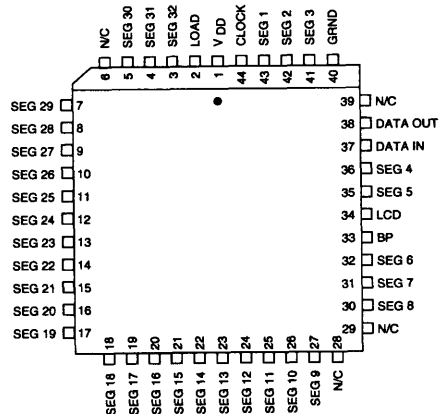 N/C
SEG 30
SEG 31
SEG 32
LOAD
V DD
CLOCK
SEG 1
SEG 2
SEG 3
GRND
6
5
4
3
2
1
44
43
42
41
40
SEG 29 7
SEG 28 8
SEG 27 9
SEG 26 10
SEG 25 11
SEG 24 12
SEG 23 13
SEG 22 14
SEG 21 15
SEG 20 16
SEG 19 17
39 N/C
38 DATA OUT
37 DATA IN
36 SEG 4
35 SEG 5
34 LCD
33 BP
32 SEG 6
31 SEG 7
30 SEG 8
29 N/C
18
19
20
21
22
23
24
25
26
27
28
SEG 18
SEG 17
SEG 16
SEG 15
SEG 14
SEG 13
SEG 12
SEG 11
SEG 10
SEG 9
N/C